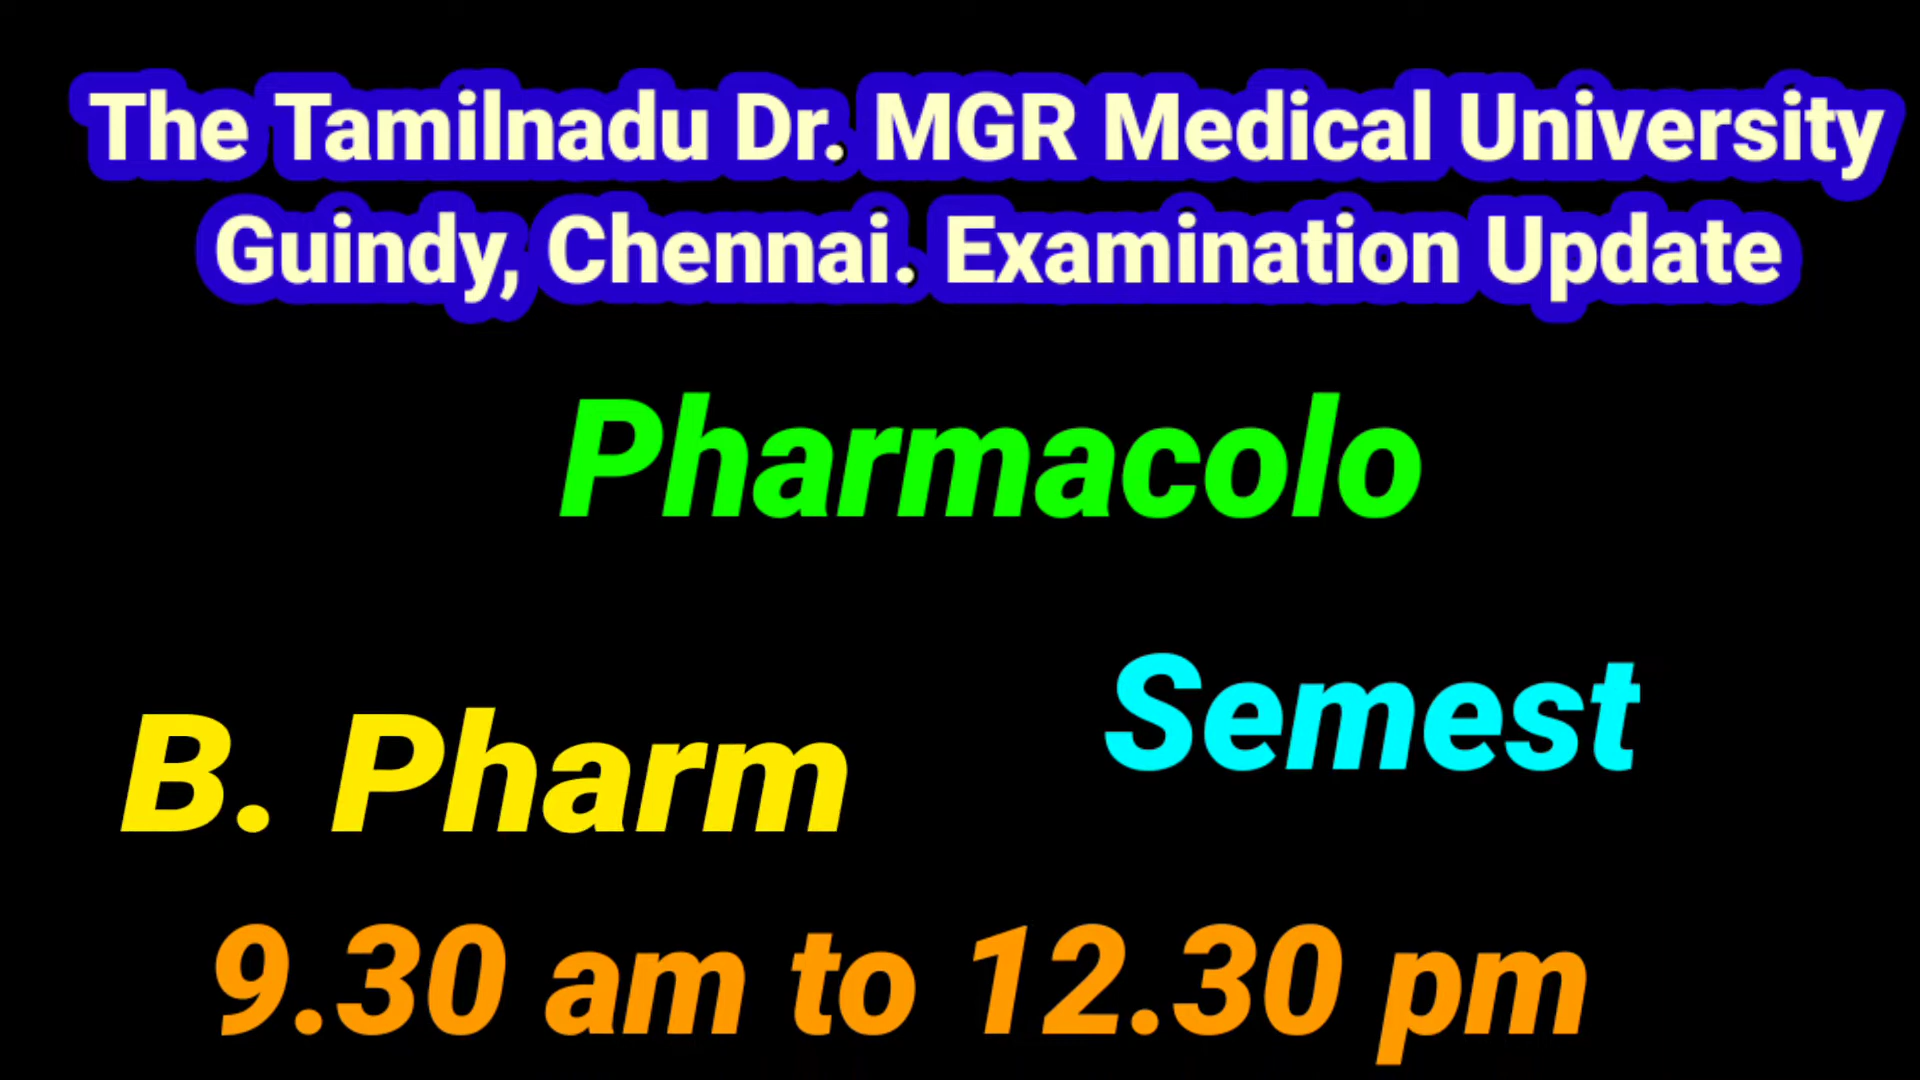 The Tamilnadu Dr. MGR Medical University
Guindy, Chennai. Examination Update
Pharmacolo
B. Pharm
Semest
9.30 am to 12.30 pm